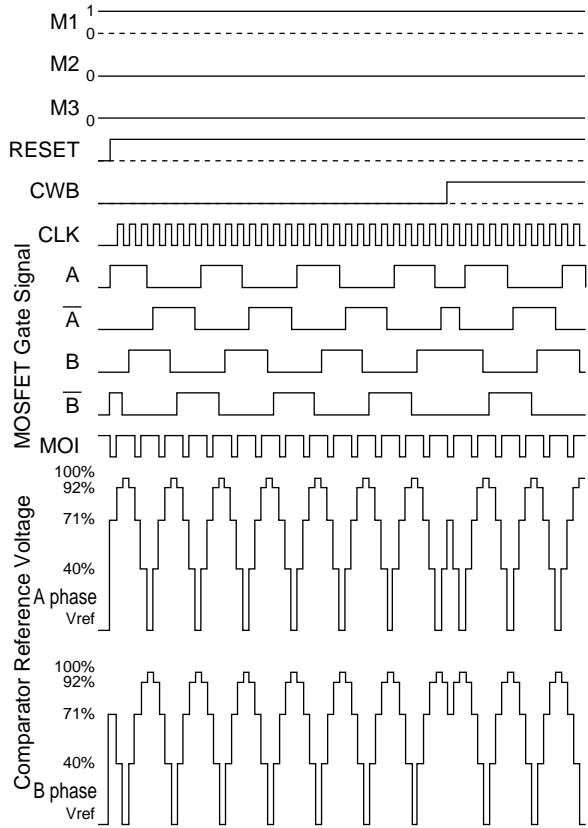 M1 1
0
M2 0
M3 0
RESET
CWB
CLK
MOSFET Gate Signal
A
A̅
B
B̅
MOI
Comparator Reference Voltage
100%
92%
71%
40%
A phase
Vref
100%
92%
71%
40%
B phase
Vref